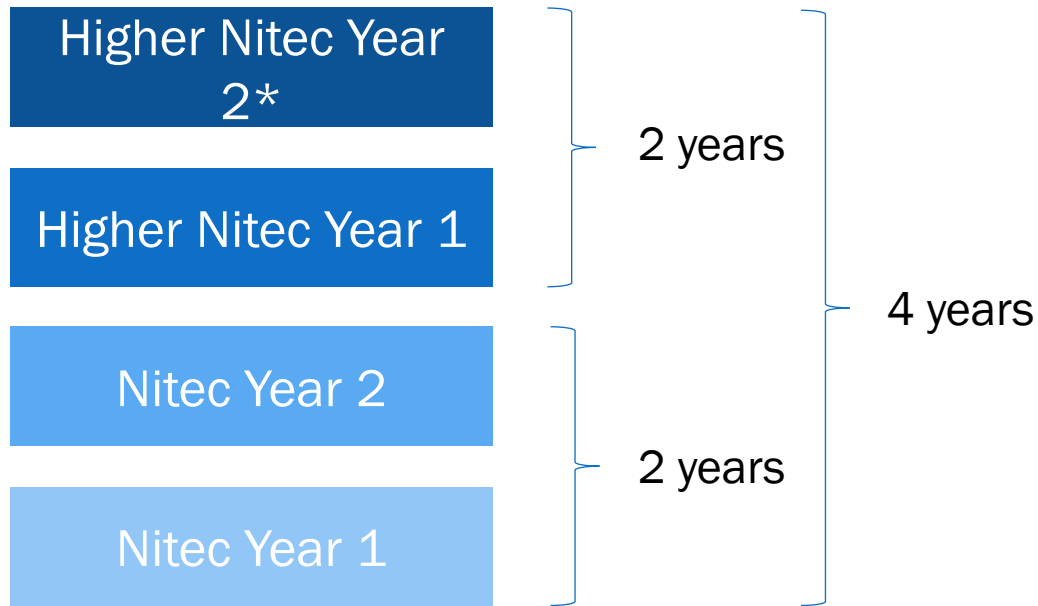 Higher Nitec Year
2*
2 years
Higher Nitec Year 1
4 years
Nitec Year 2
2 years
Nitec Year 1